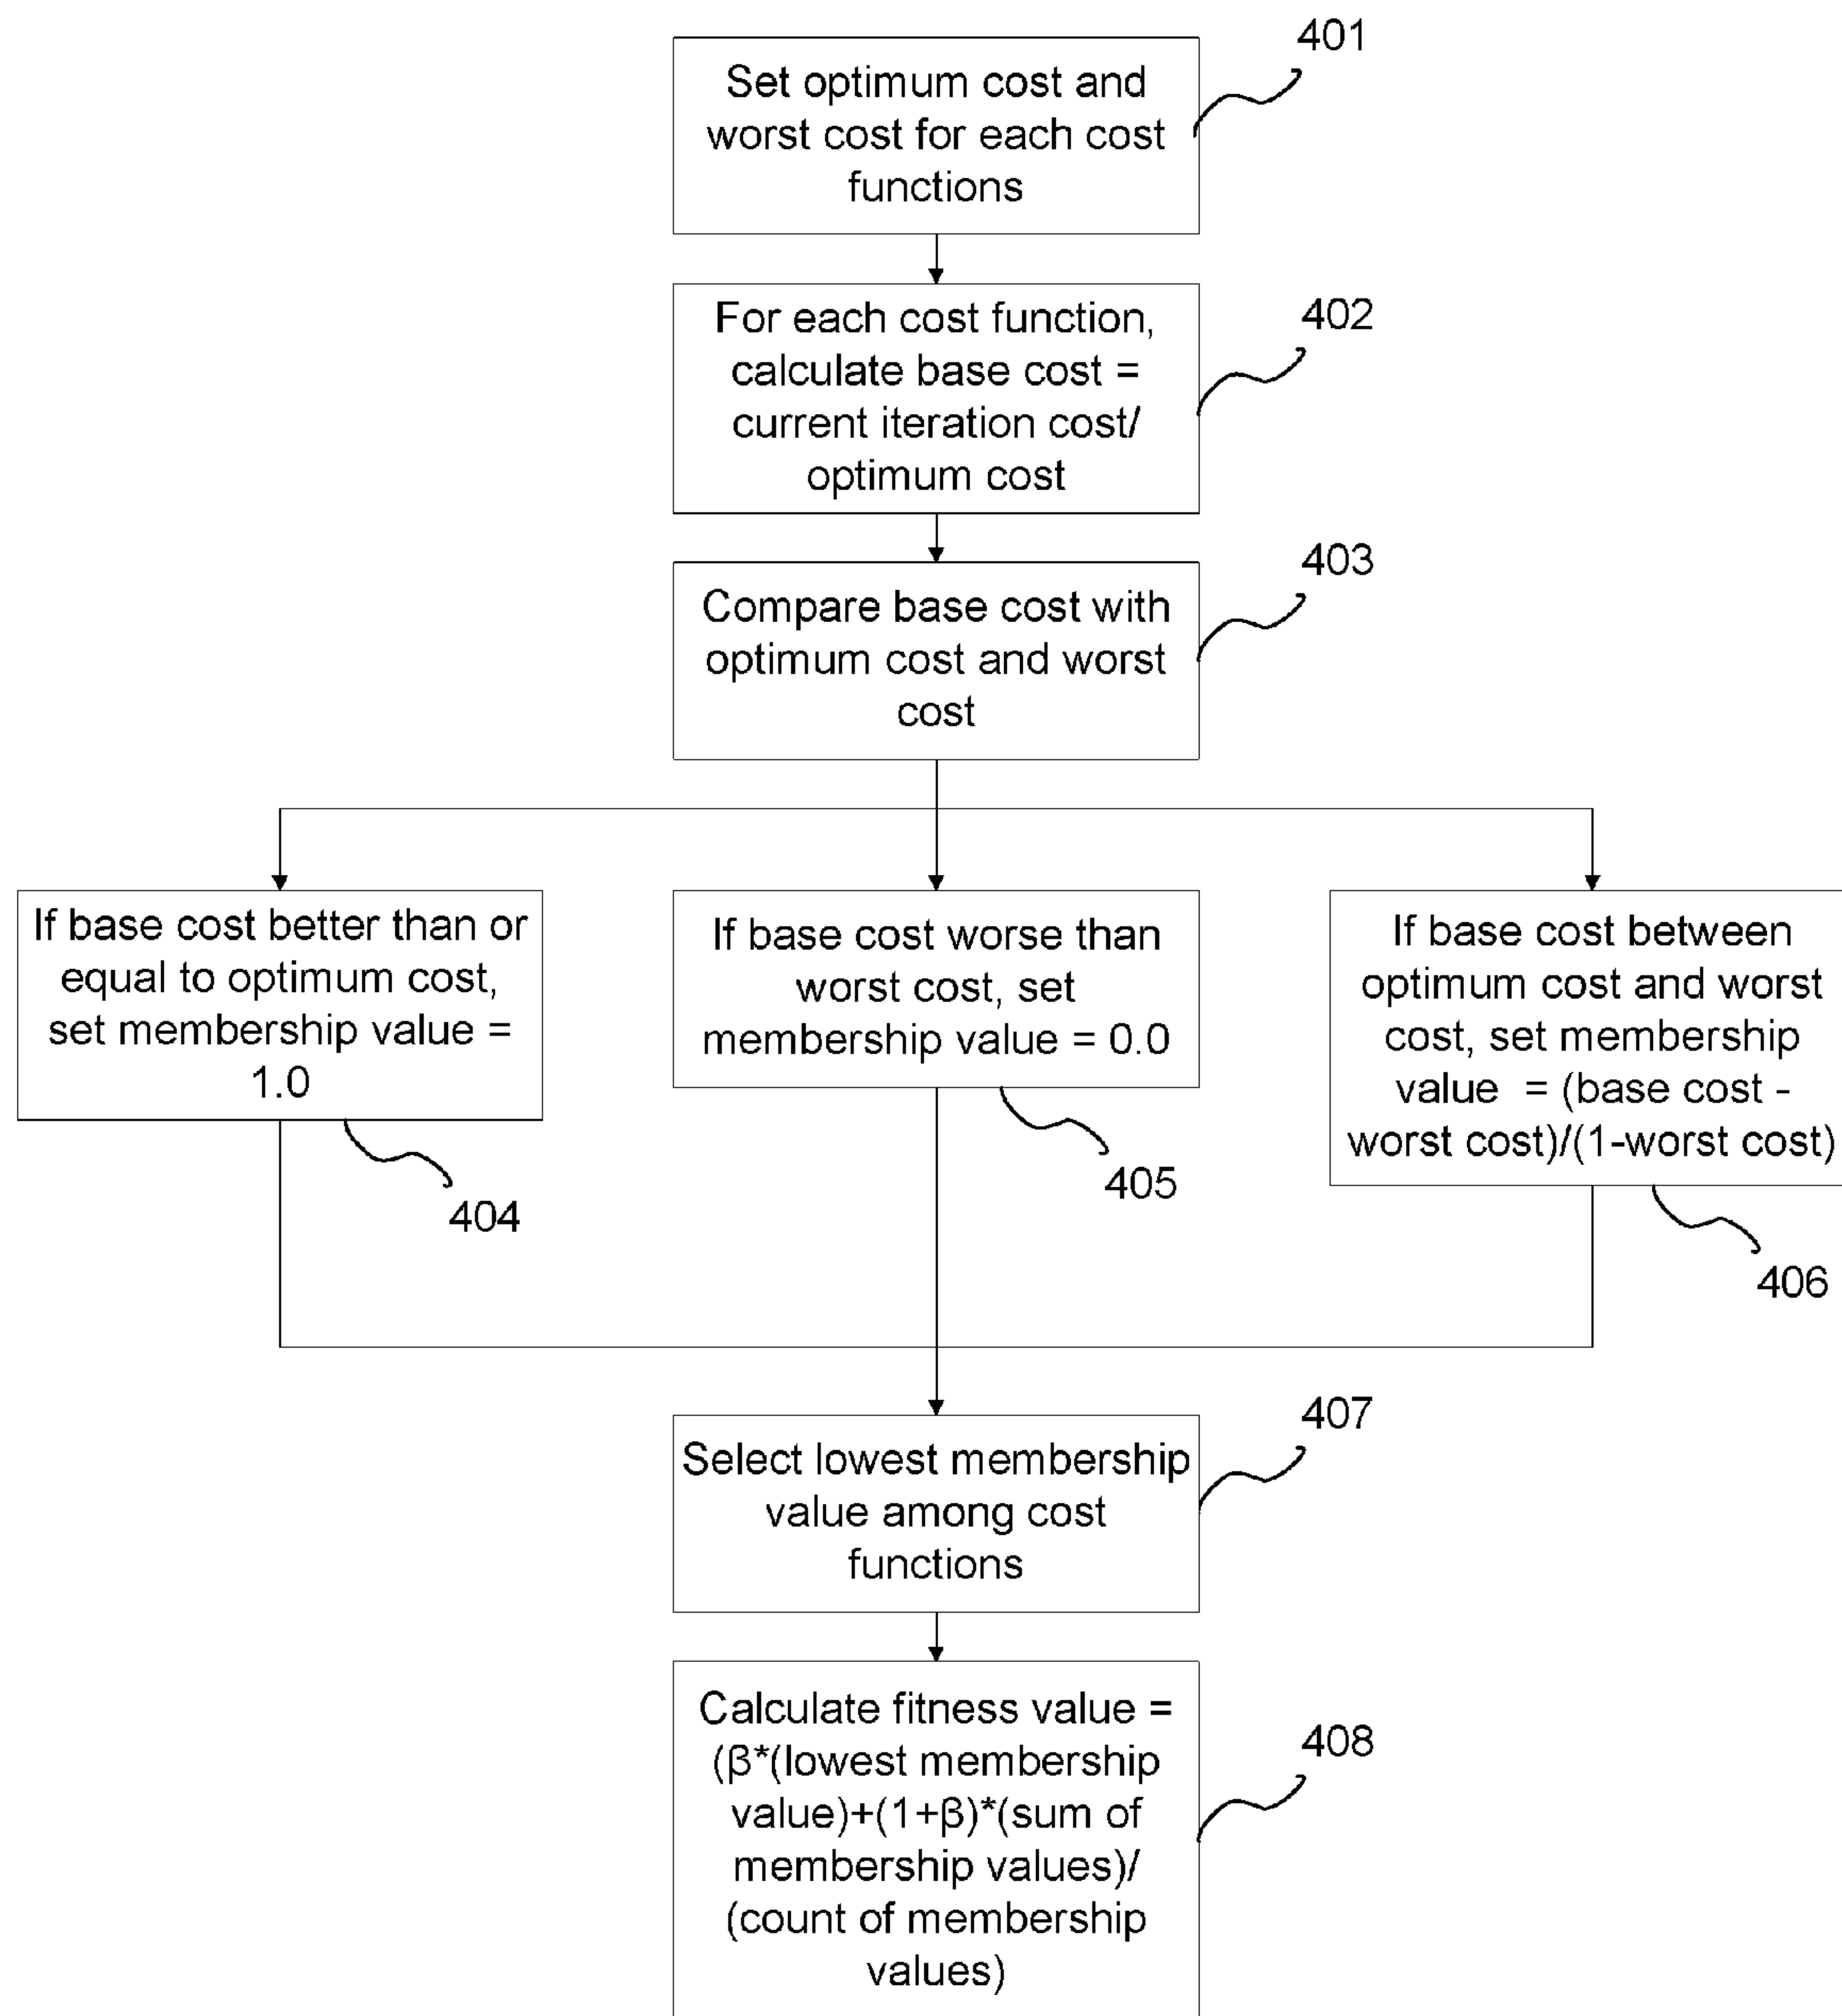 401
Set optimum cost and
worst cost for each cost
functions
402
For each cost function,
calculate base cost =
current iteration cost/
optimum cost
403
Compare base cost with
optimum cost and worst
cost
If base cost better than or
equal to optimum cost,
set membership value =
1.0
404
If base cost worse than
worst cost, set
membership value = 0.0
405
If base cost between
optimum cost and worst
cost, set membership
value = (base cost -
worst cost)/(1-worst cost)
406
407
Select lowest membership
value among cost
functions
408
Calculate fitness value =
(β*(lowest membership
value)+(1+β)*(sum of
membership values)/
(count of membership
values)